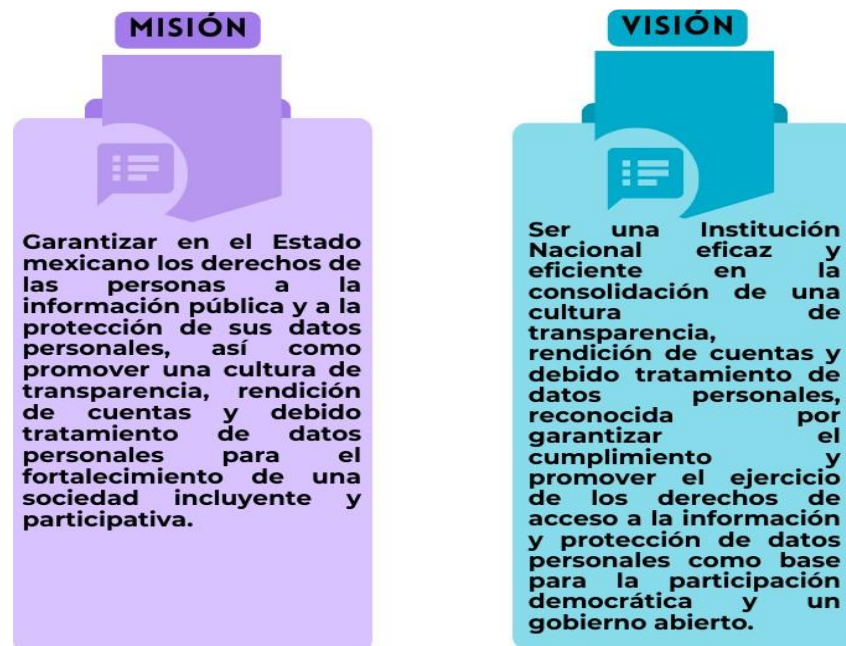 MISIÓN
Garantizar en el Estado
mexicano los derechos de
las personas a la
información pública y a la
protección de sus datos
personales, así como
promover una cultura de
transparencia, rendición
de cuentas y debido
tratamiento de datos
personales para el
fortalecimiento de una
sociedad incluyente y
participativa.
VISIÓN
Ser una Institución
Nacional eficaz y
eficiente en la
consolidación de una
cultura de
transparencia,
rendición de cuentas y
debido tratamiento de
datos personales,
reconocida por
garantizar el
cumplimiento y
promover el ejercicio
de los derechos de
acceso a la información
y protección de datos
personales como base
para la participación
democrática y un
gobierno abierto.